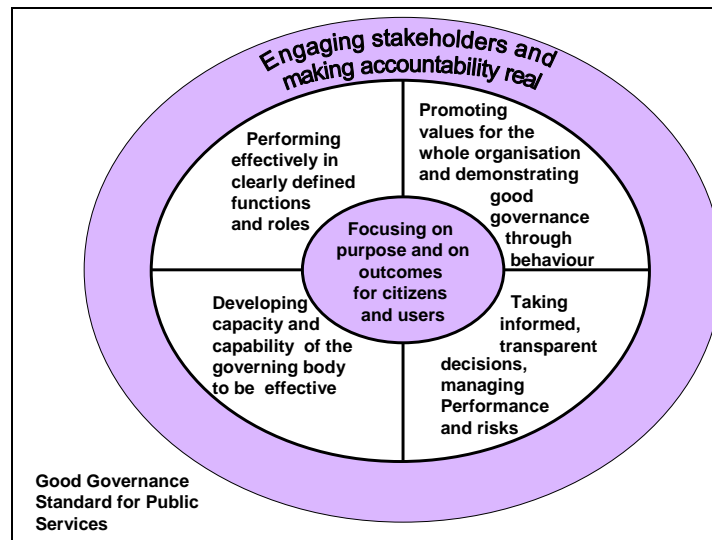 Engaging stakeholders and
making accountability real
Performing
effectively in
clearly defined
functions
and roles
Promoting
values for the
whole organisation
and demonstrating
good
governance
through
behaviour
Focusing on
purpose and on
outcomes
for citizens
and users
Developing
capacity and
capability of the
governing body
to be effective
Taking
informed,
transparent
decisions,
managing
Performance
and risks
Good Governance
Standard for Public
Services